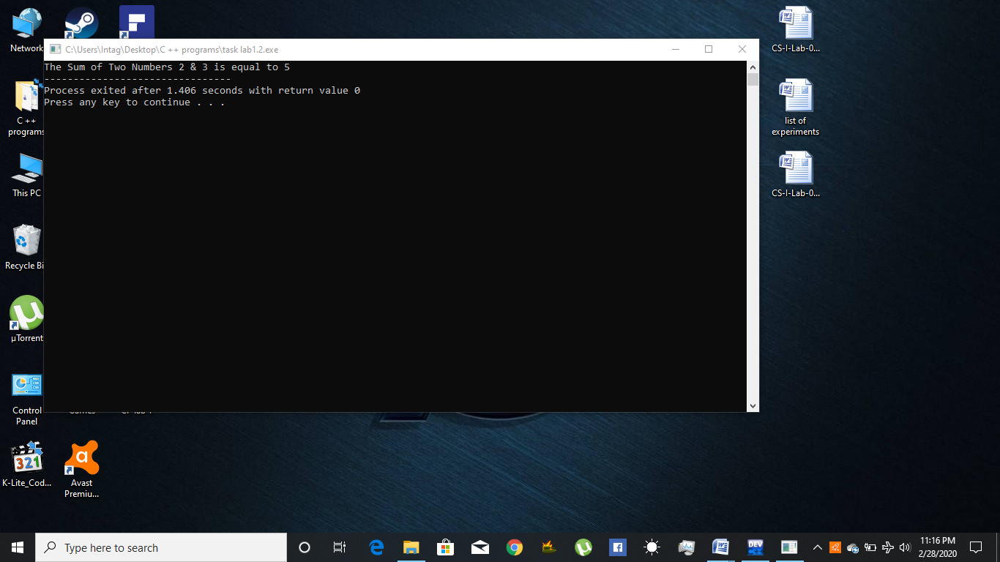 C:\Users\Intag\Desktop\C ++ programs\task lab1.2.exe
The Sum of Two Numbers 2 & 3 is equal to 5
--------------------------------
Process exited after 1.406 seconds with return value 0
Press any key to continue . . .
Network
C ++
programs
This PC
Recycle Bi
µTorrent
Control
Panel
K-Lite_Cod...
Avast
Premiu...
CS-I-Lab-0...
list of
experiments
CS-I-Lab-0...
321
DEV
Type here to search
11:16 PM
2/28/2020